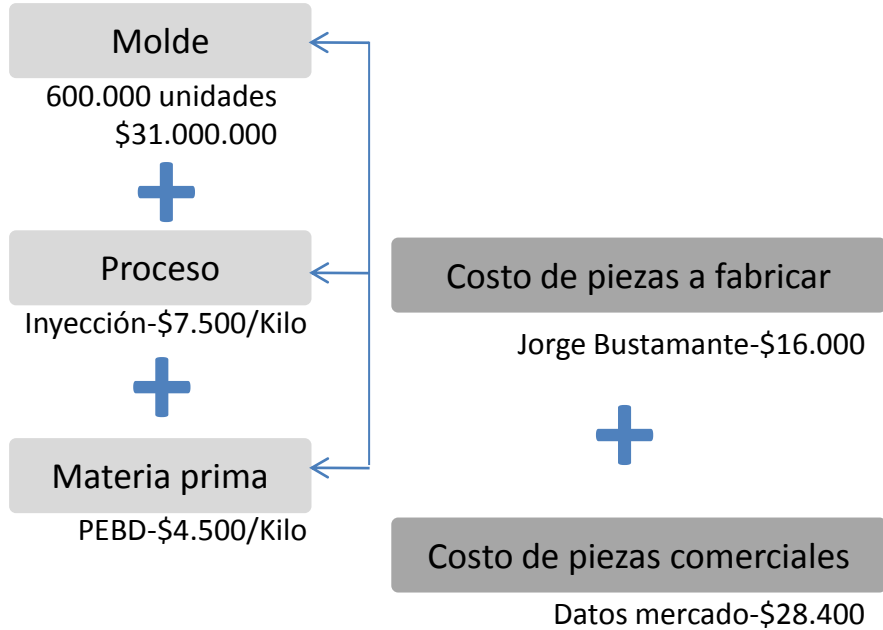 Molde
600.000 unidades
$31.000.000
Proceso
Inyección-$7.500/Kilo
Materia prima
PEBD-$4.500/Kilo
Costo de piezas a fabricar
Jorge Bustamante-$16.000
Costo de piezas comerciales
Datos mercado-$28.400